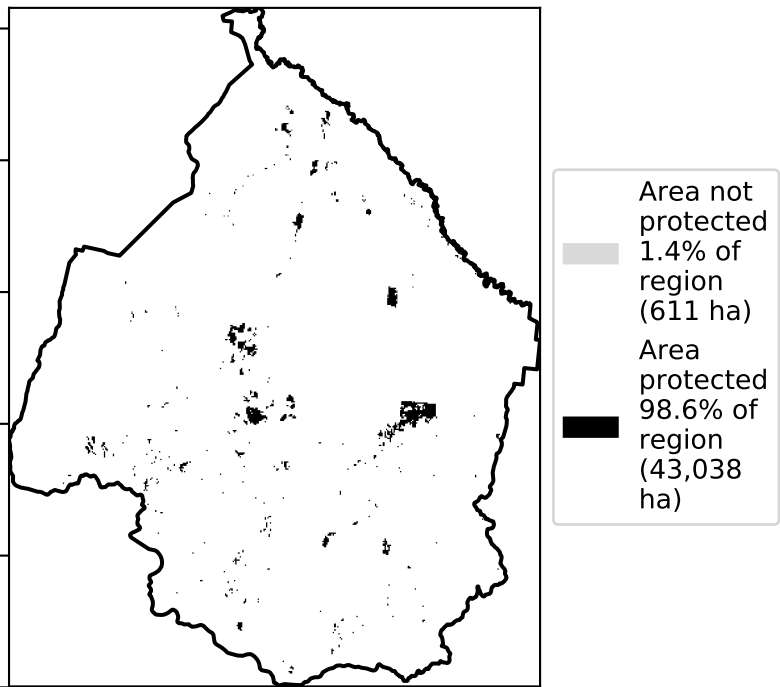 Area not
protected
1.4% of
region
(611 ha)
Area
protected
98.6% of
region
(43,038
ha)